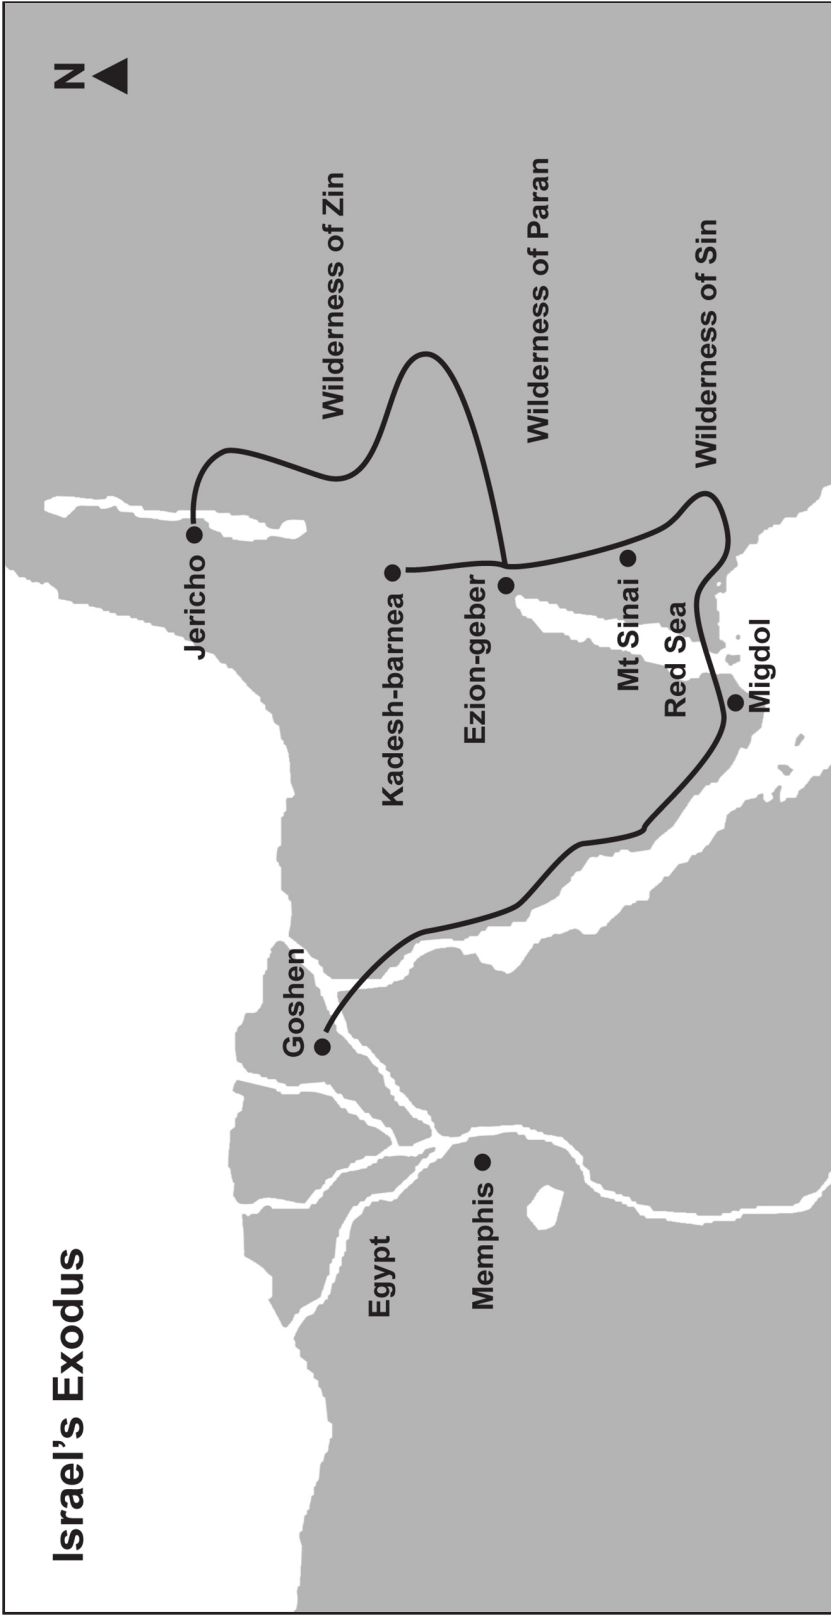 Israel's Exodus
N
Jericho
Goshen
Wilderness of Zin
Egypt
Kadesh-barnea
Memphis
Ezion-geber
Wilderness of Paran
Mt Sinai
Red Sea
Wilderness of Sin
Migdol